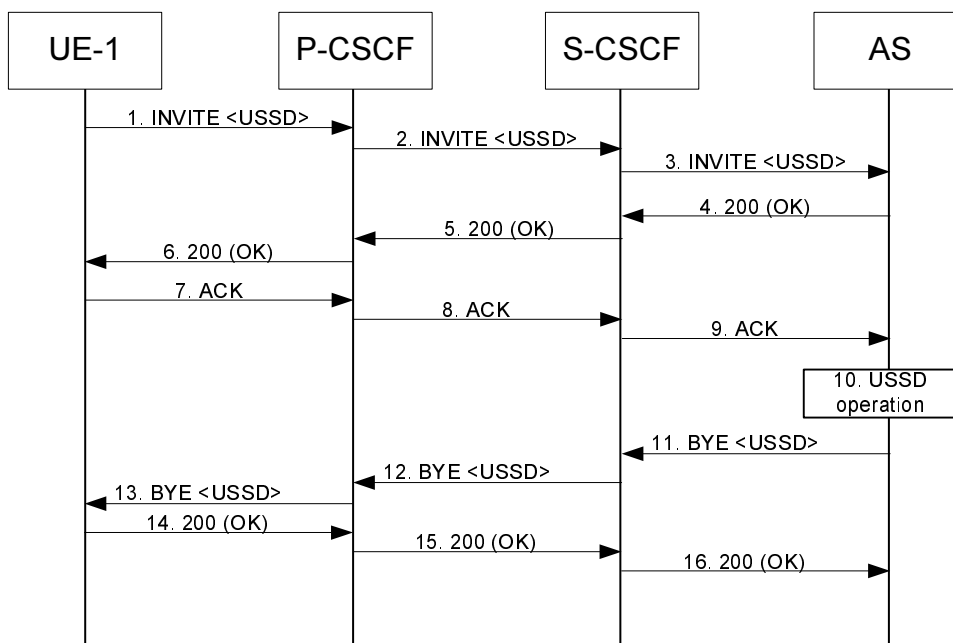 UE-1
P-CSCF
S-CSCF
AS
1. INVITE <USSD>
2. INVITE <USSD>
3. INVITE <USSD>
4. 200 (OK)
5. 200 (OK)
6. 200 (OK)
7. ACK
8. ACK
9. ACK
10. USSD
operation
11. BYE <USSD>
12. BYE <USSD>
13. BYE <USSD>
14. 200 (OK)
15. 200 (OK)
16. 200 (OK)